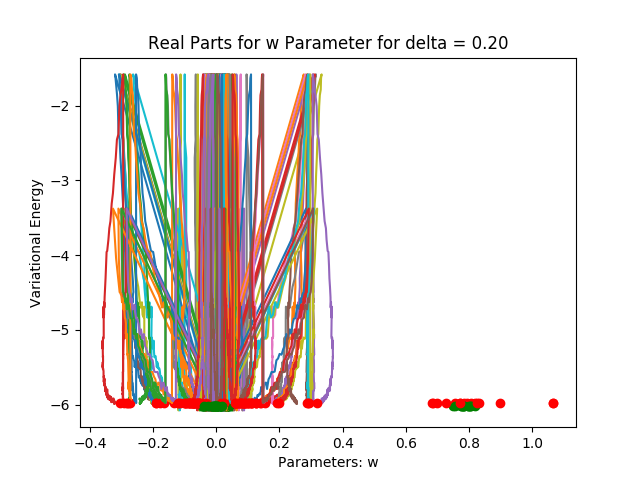 Real Parts for w Parameter for delta = 0.20
Variational Energy
−2
−3
−4
−5
−6
−0.4 −0.2 0.0 0.2 0.4 0.6 0.8 1.0
Parameters: w